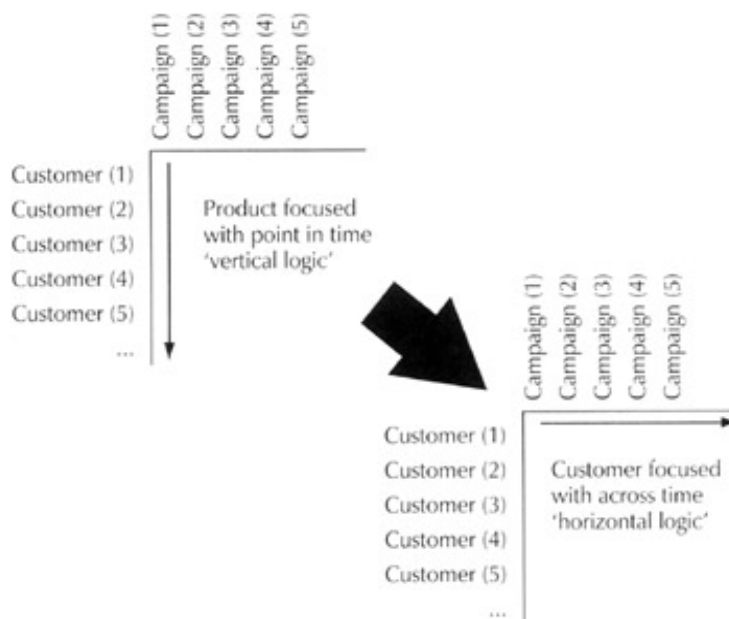 Campaign (1)
Campaign (2)
Campaign (3)
Campaign (4)
Campaign (5)
Customer (1)
Customer (2)
Customer (3)
Customer (4)
Customer (5)
...
Product focused
with point in time
'vertical logic'
Campaign (1)
Campaign (2)
Campaign (3)
Campaign (4)
Campaign (5)
Customer (1)
Customer (2)
Customer (3)
Customer (4)
Customer (5)
...
Customer focused
with across time
'horizontal logic'